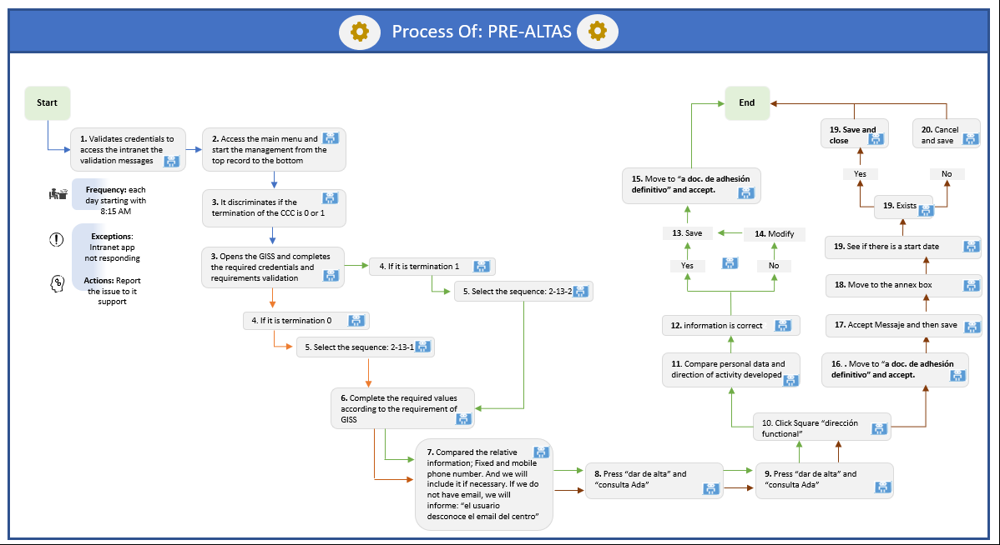 Process Of: PRE-ALTAS
Start
1. Validates credentials to
access the intranet the
validation messages
2. Access the main menu and
start the management from the
top record to the bottom
Frequency: each
day starting with
8:15 AM
Exceptions:
Intranet app
not responding
Actions: Report
the issue to it
support
3. It discriminates if the
termination of the CCC is 0 or 1
3. Opens the GISS and completes
the required credentials and
requirements validation
4. If it is termination 1
5. Select the sequence: 2-13-2
4. If it is termination 0
5. Select the sequence: 2-13-1
6. Complete the required values
according to the requirement of
GISS
7. Compared the relative
information; Fixed and mobile
phone number. And we will
include it if necessary. If we do
not have email, we will
informe: “el usuario
desconoce el email del centro”
8. Press “dar de alta” and
“consulta Ada”
9. Press “dar de alta” and
“consulta Ada”
10. Click Square “dirección
functional”
11. Compare personal data and
direction of activity developed
12. information is correct
Yes
No
13. Save
14. Modify
15. Move to “a doc. de adhesión
definitivo” and accept.
End
16. . Move to “a doc. de adhesión
definitivo” and accept.
17. Accept Messaje and then save
18. Move to the annex box
19. See if there is a start date
19. Exists
Yes
No
19. Save and
close
20. Cancel
and save